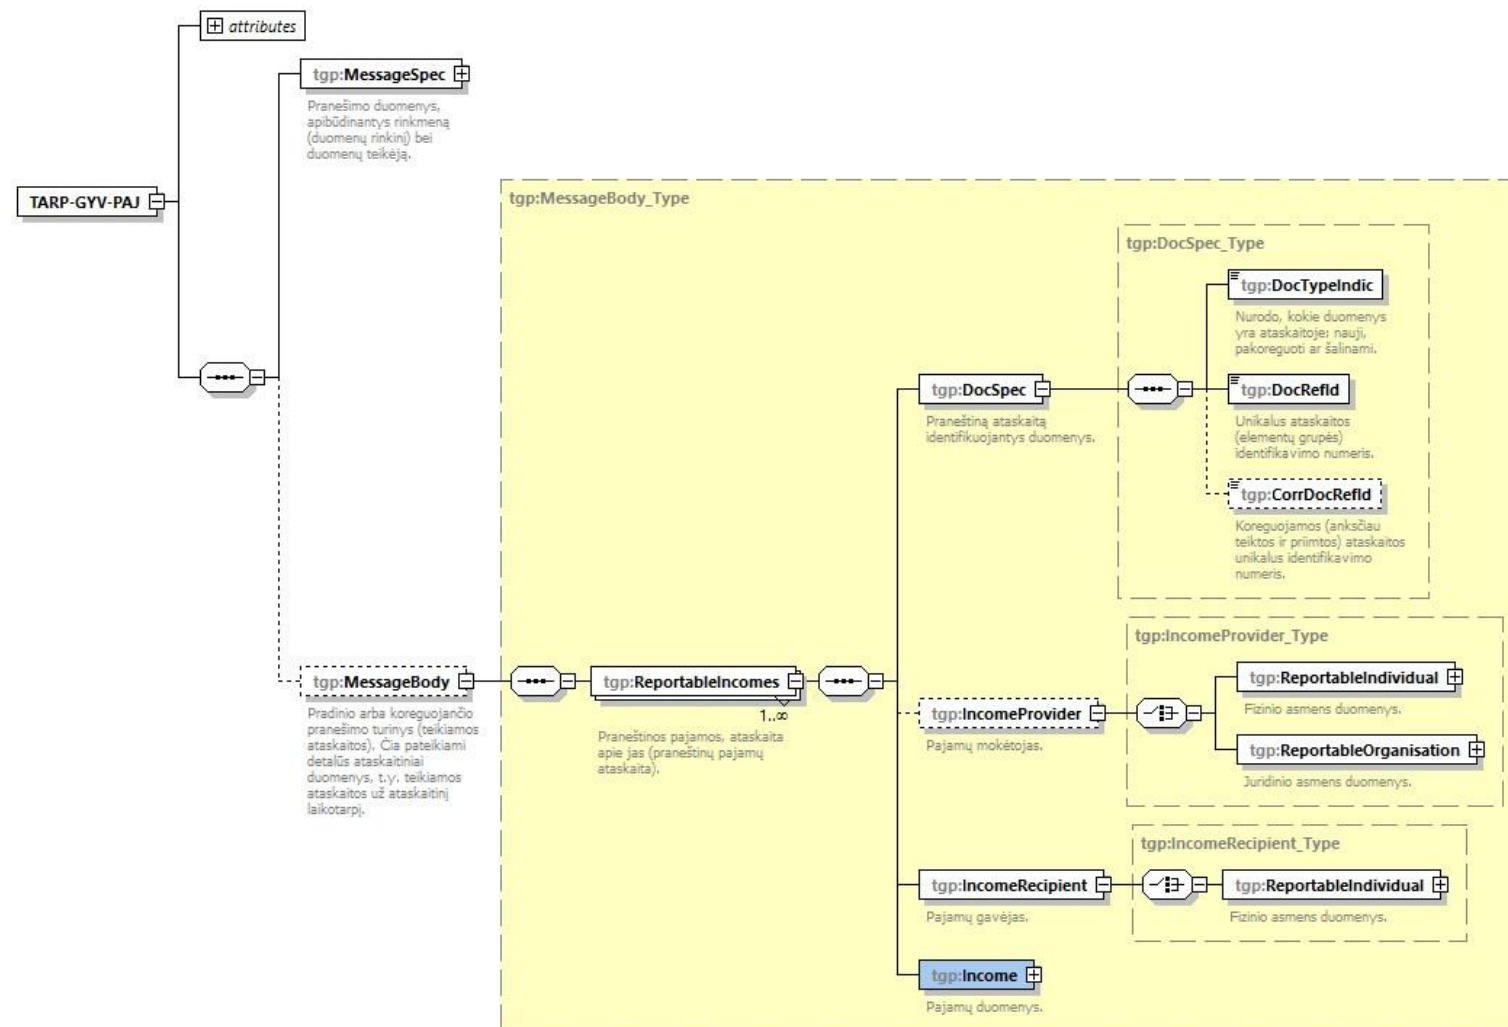 attributes
tgp:MessageSpec
Pranešimo duomenys,
apibūdinantys rinkmeną
(duomenų rinkinį) bei
duomenų teikėją.
TARP-GYV-PAJ
tgp:MessageBody_Type
tgp:DocSpec_Type
tgp:DocTypeIndic
Nurodo, kokie duomenys
yra ataskaitoje: nauji,
pakoreguoti ar šalinami.
tgp:DocSpec
Praneštiną ataskaitą
identifikuojantys duomenys.
tgp:DocRefId
Unikalus ataskaitos
(elementų grupės)
identifikavimo numeris.
tgp:CorrDocRefId
Koreguojamos (anksčiau
teiktos ir priimtos) ataskaitos
unikalus identifikavimo
numeris.
tgp:MessageBody
Pradinio arba koreguojančio
pranešimo turinys (teikiamos
ataskaitos). Čia pateikiami
detalūs ataskaitiniai
duomenys, t.y. teikiamos
ataskaitos už ataskaitinį
laikotarpį.
tgp:ReportableIncomes
1..∞
Praneštinos pajamos, ataskaita
apie jas (praneštinų pajamų
ataskaita).
tgp:IncomeProvider_Type
tgp:ReportableIndividual
Fizinio asmens duomenys.
tgp:IncomeProvider
Pajamų mokėtojas.
tgp:ReportableOrganisation
Juridinio asmens duomenys.
tgp:IncomeRecipient_Type
tgp:IncomeRecipient
Pajamų gavėjas.
tgp:ReportableIndividual
Fizinio asmens duomenys.
tgp:Income
Pajamų duomenys.